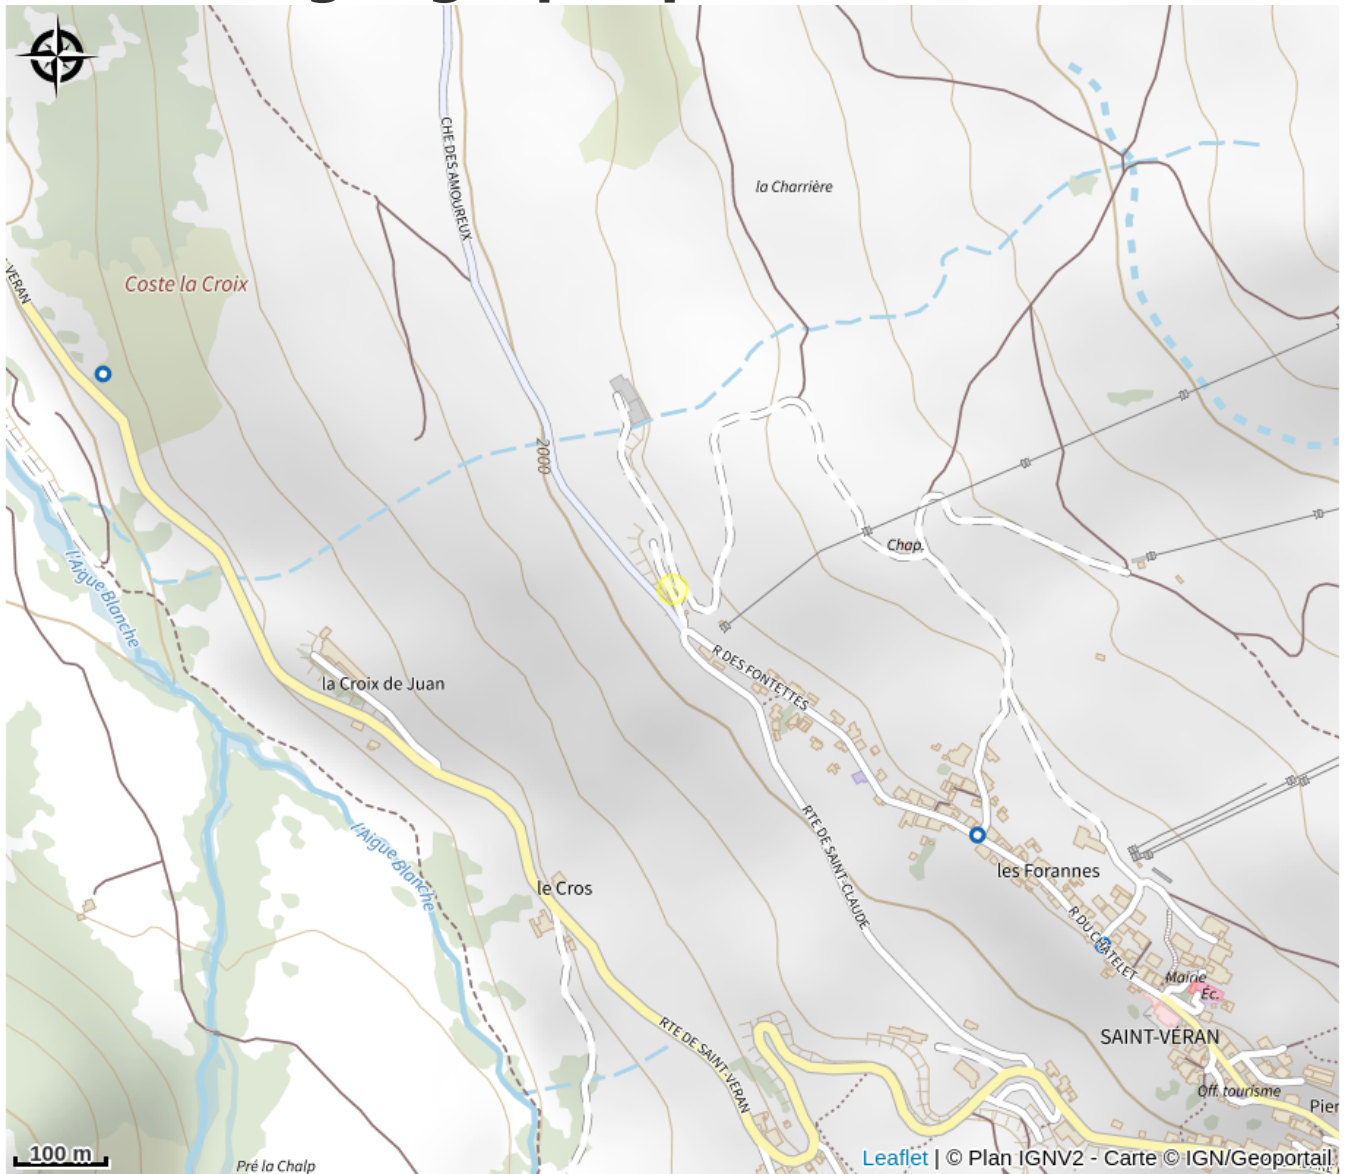 CHE DES AMOUREUX
la Charrière
VERAN
Coste la Croix
2000
Chap.
l'Aigue Blanche
R DES FONTETTES
la Croix de Juan
RTE DE SAINT-CLAUDE
l'Aigue Blanche
le Cros
les Forannes
R DU CHATELET
Mairie
Éc.
RTE DE SAINT-VERAN
SAINT-VÉRAN
Off. tourisme
Pier
100 m
Pré la Chalp
Leaflet | © Plan IGNV2 - Carte © IGN/Geoportail